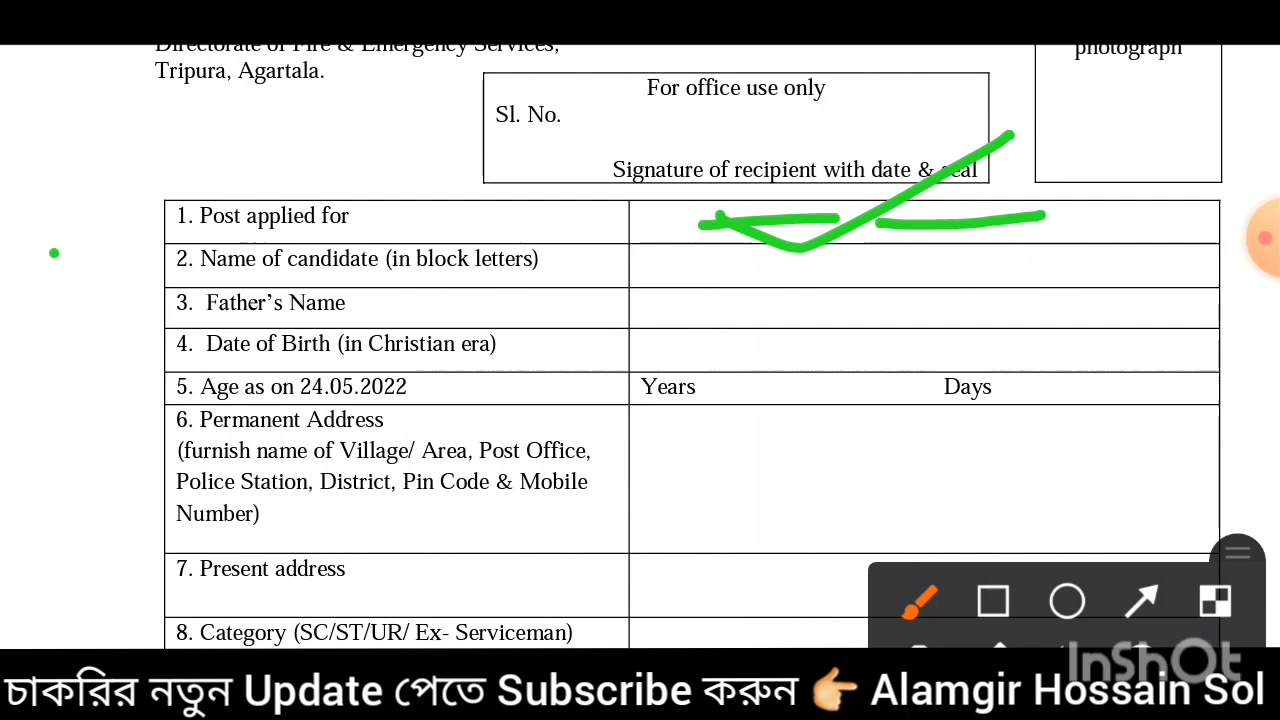 Directorate of Fire & Emergency Services,
Tripura, Agartala.
photograph
For office use only
Sl. No.
Signature of recipient with date & seal
1. Post applied for
2. Name of candidate (in block letters)
3. Father’s Name
4. Date of Birth (in Christian era)
5. Age as on 24.05.2022 Years Days
6. Permanent Address
(furnish name of Village/ Area, Post Office,
Police Station, District, Pin Code & Mobile
Number)
7. Present address
8. Category (SC/ST/UR/ Ex- Serviceman)
InShOt
চাকরির নতুন Update পেতে Subscribe করুন 👉 Alamgir Hossain Sol